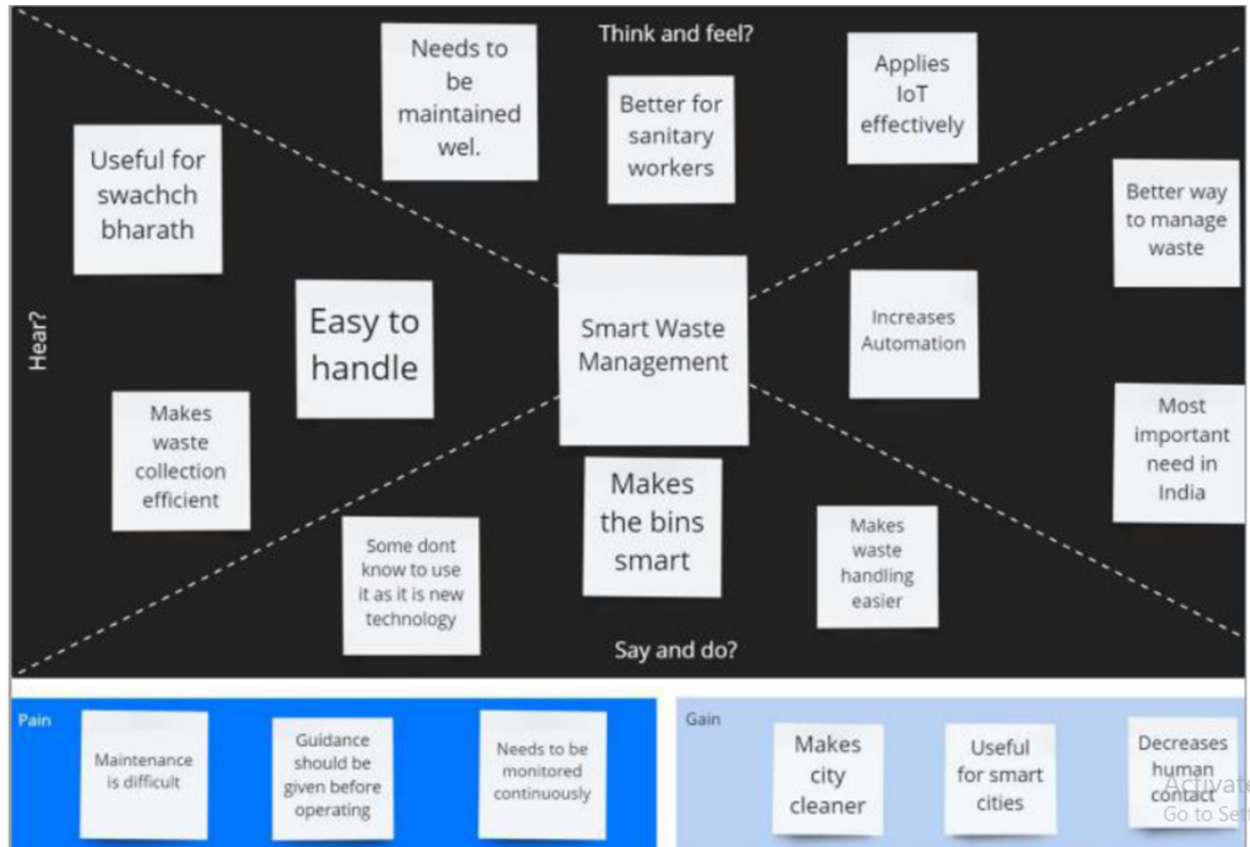 Think and feel?
Needs to
be
maintained
wel.
Better for
sanitary
workers
Applies
IoT
effectively
Useful for
swachch
bharath
Hear?
Easy to
handle
Makes
waste
collection
efficient
Smart Waste
Management
Increases
Automation
Better way
to manage
waste
Most
important
need in
India
Some dont
know to use
it as it is new
technology
Makes
the bins
smart
Makes
waste
handling
easier
Say and do?
Pain
Maintenance
is difficult
Guidance
should be
given before
operating
Needs to be
monitored
continuously
Gain
Makes
city
cleaner
Useful
for smart
cities
Decreases
human
contact
Activate
Go to Set